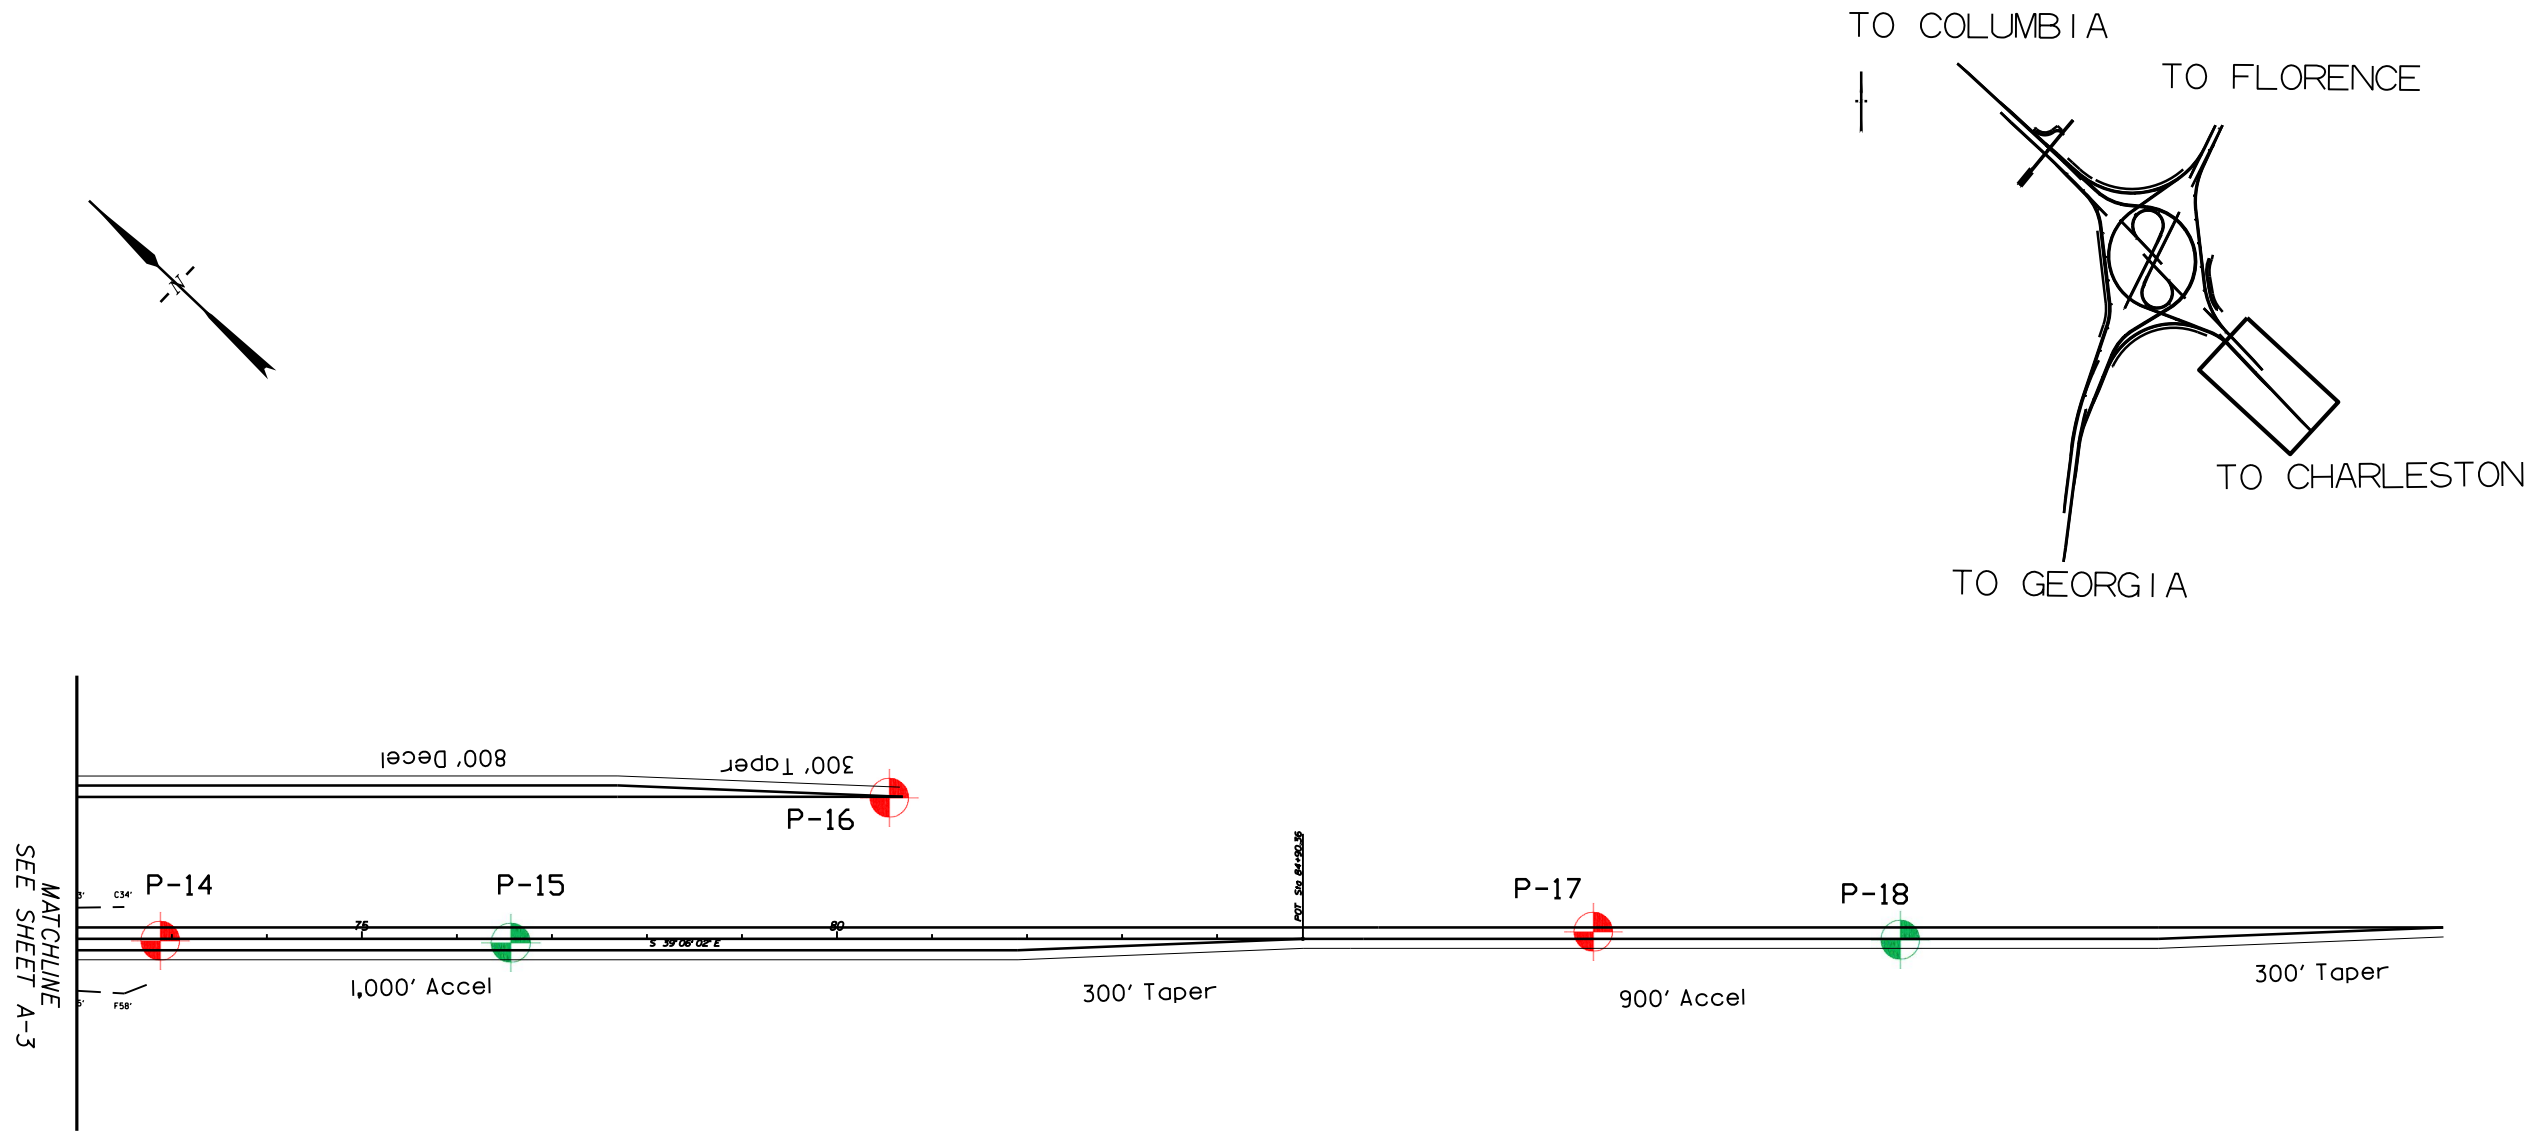 TO COLUMBIA
TO FLORENCE
N
TO CHARLESTON
TO GEORGIA
800' Decel
300' Taper
P-16
POT Sta 84+90.36
MATCHLINE
SEE SHEET A-3
C34'
P-14
P-15
P-17
P-18
75
80
S 39°06'02" E
F58'
1,000' Accel
300' Taper
900' Accel
300' Taper